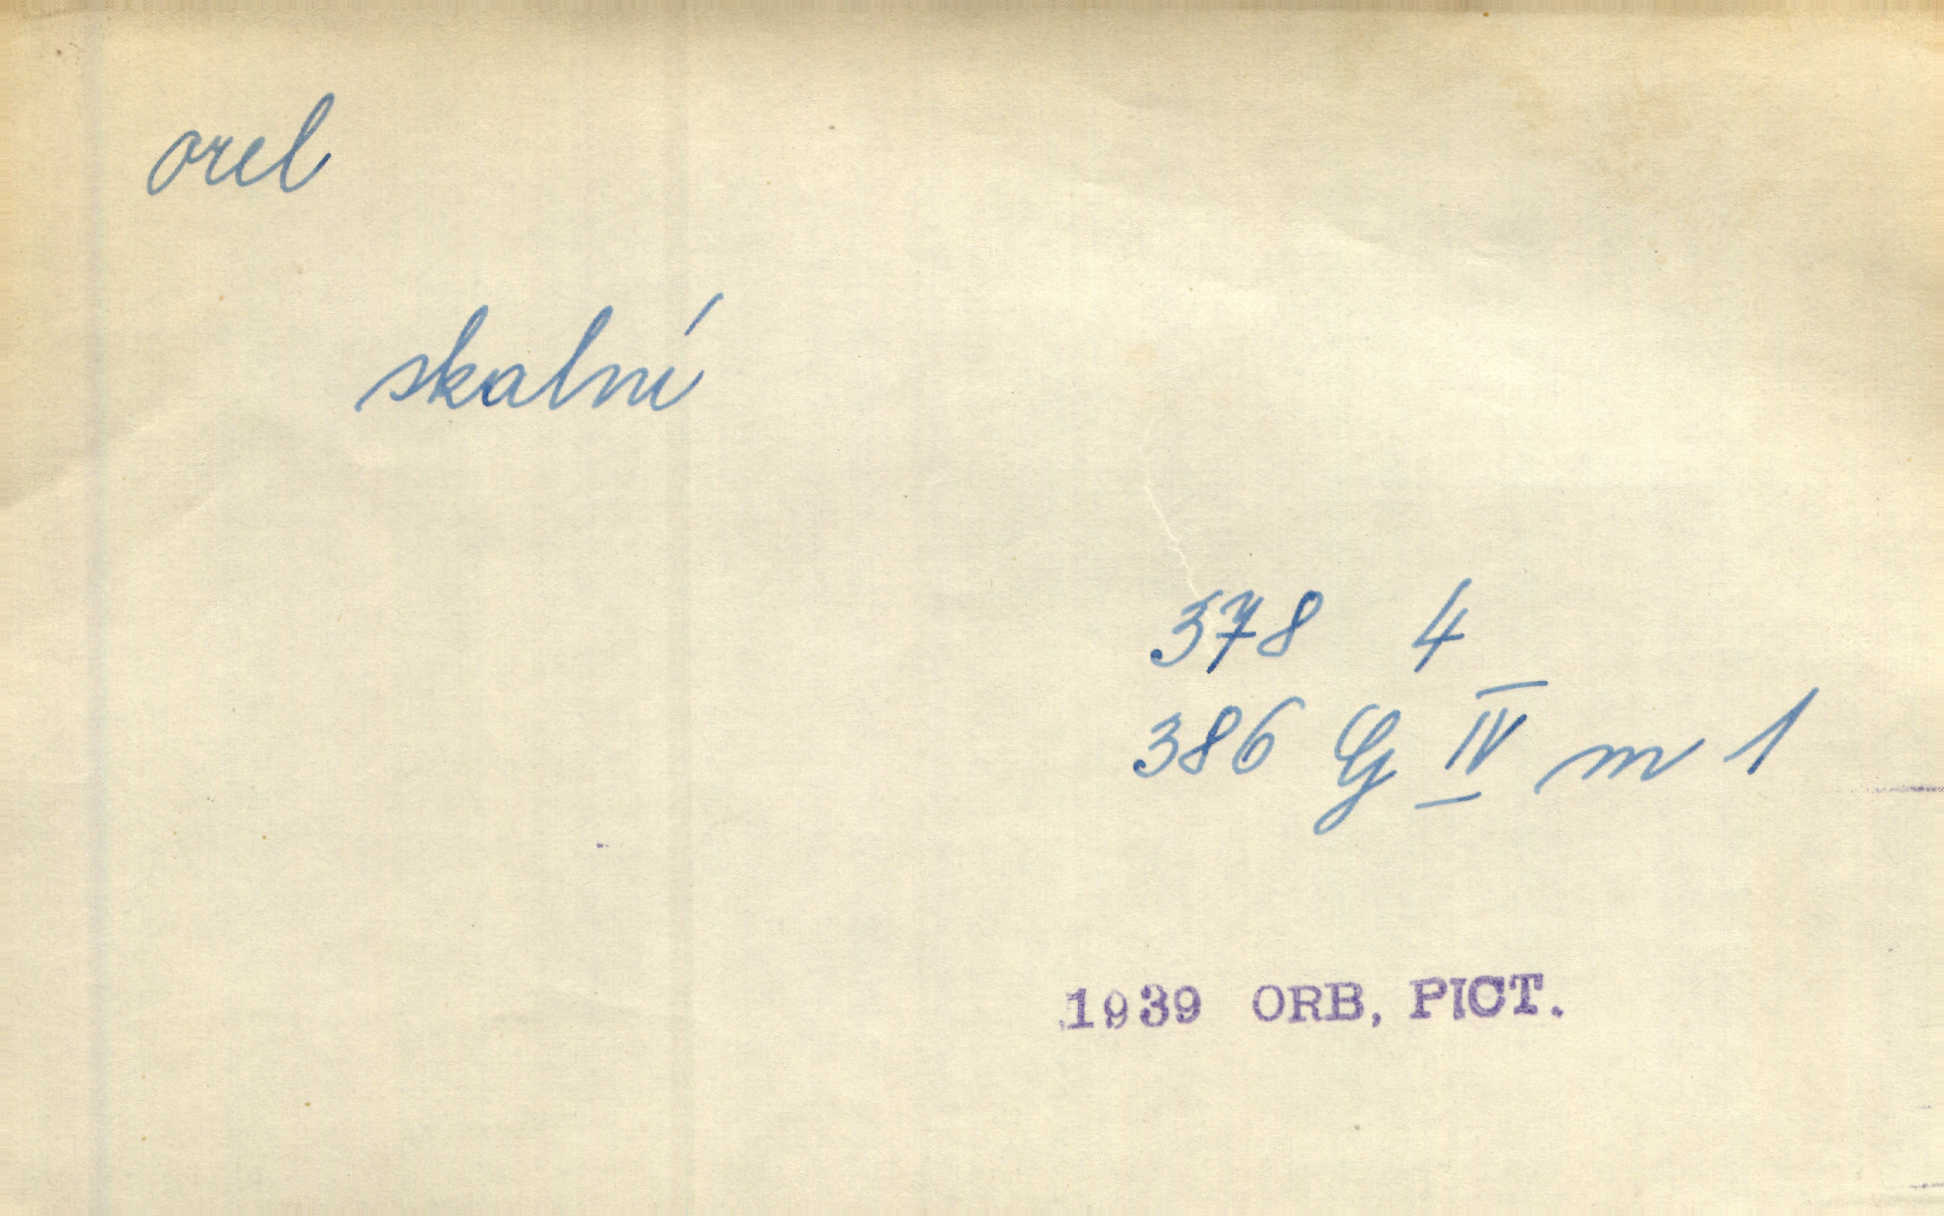 orel
skalní
378 4
386 G IV m 1
1939 ORB, PICT.